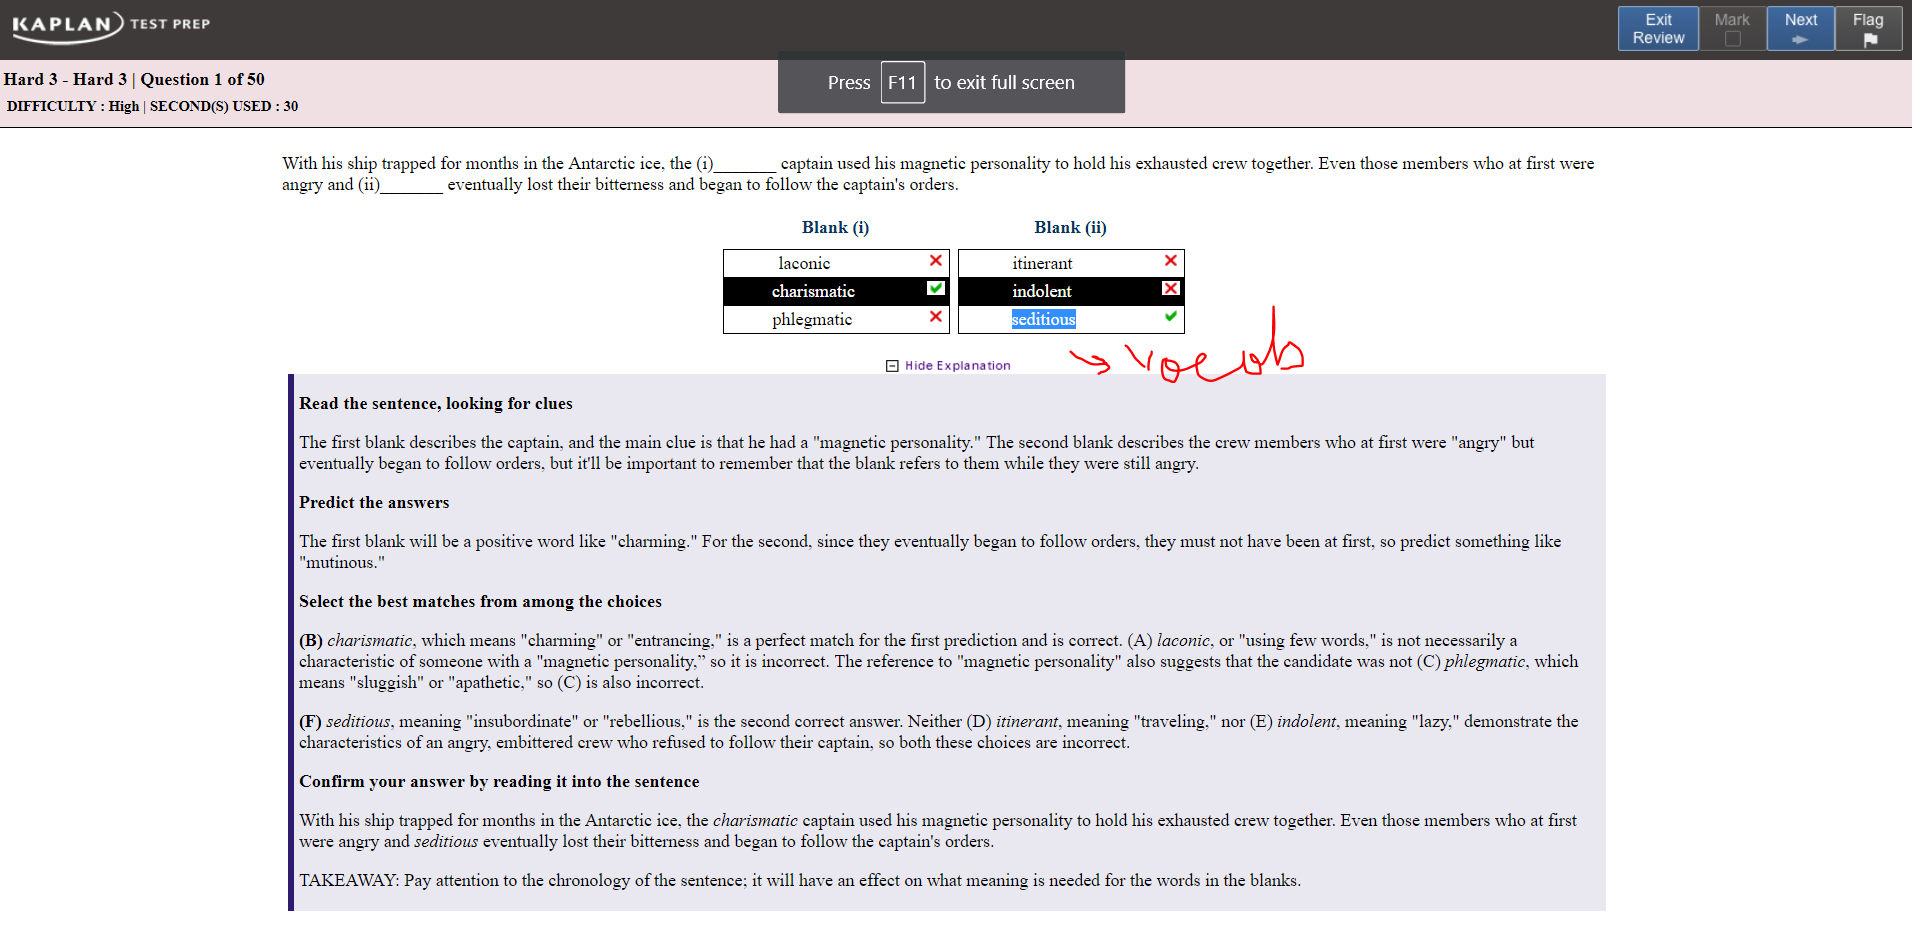 KAPLAN TEST PREP
Exit Review
Mark
Next
Flag
Press F11 to exit full screen
Hard 3 - Hard 3 | Question 1 of 50
DIFFICULTY : High | SECOND(S) USED : 30
With his ship trapped for months in the Antarctic ice, the (i)_______ captain used his magnetic personality to hold his exhausted crew together. Even those members who at first were
angry and (ii)_______ eventually lost their bitterness and began to follow the captain's orders.
Blank (i)
laconic
charismatic
phlegmatic
Blank (ii)
itinerant
indolent
seditious
vocab
Hide Explanation
Read the sentence, looking for clues
The first blank describes the captain, and the main clue is that he had a "magnetic personality." The second blank describes the crew members who at first were "angry" but
eventually began to follow orders, but it'll be important to remember that the blank refers to them while they were still angry.
Predict the answers
The first blank will be a positive word like "charming." For the second, since they eventually began to follow orders, they must not have been at first, so predict something like
"mutinous."
Select the best matches from among the choices
(B) charismatic, which means "charming" or "entrancing," is a perfect match for the first prediction and is correct. (A) laconic, or "using few words," is not necessarily a
characteristic of someone with a "magnetic personality,” so it is incorrect. The reference to "magnetic personality" also suggests that the candidate was not (C) phlegmatic, which
means "sluggish" or "apathetic," so (C) is also incorrect.
(F) seditious, meaning "insubordinate" or "rebellious," is the second correct answer. Neither (D) itinerant, meaning "traveling," nor (E) indolent, meaning "lazy," demonstrate the
characteristics of an angry, embittered crew who refused to follow their captain, so both these choices are incorrect.
Confirm your answer by reading it into the sentence
With his ship trapped for months in the Antarctic ice, the charismatic captain used his magnetic personality to hold his exhausted crew together. Even those members who at first
were angry and seditious eventually lost their bitterness and began to follow the captain's orders.
TAKEAWAY: Pay attention to the chronology of the sentence; it will have an effect on what meaning is needed for the words in the blanks.